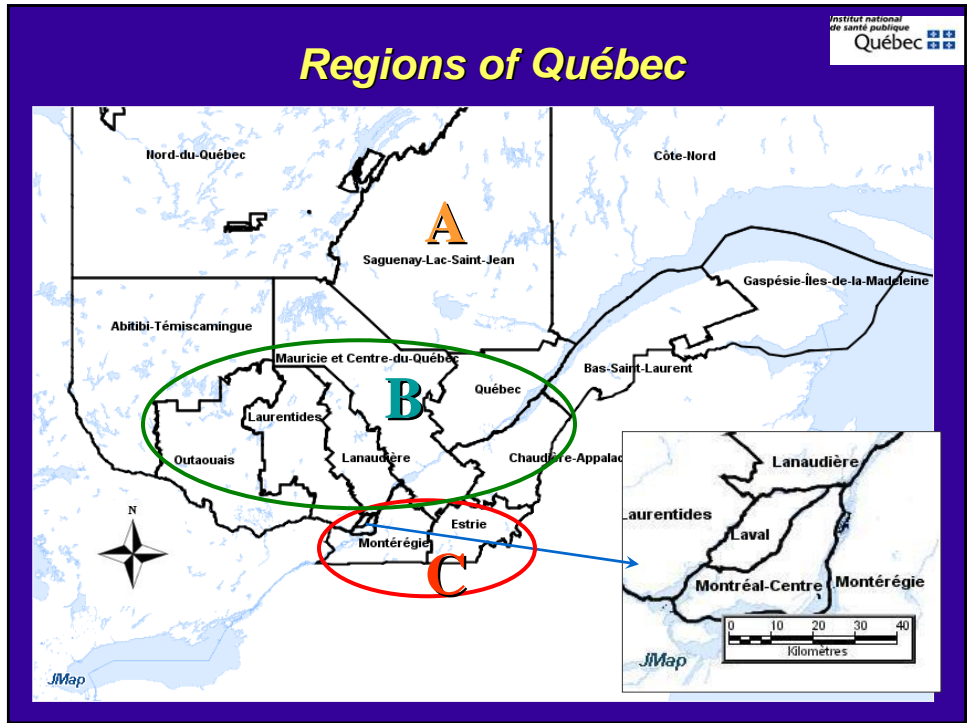 Institut national
de santé publique
Québec
Regions of Québec
Nord-du-Québec
Côte-Nord
A
Saguenay-Lac-Saint-Jean
Gaspésie-Îles-de-la-Madeleine
Abitibi-Témiscamingue
Mauricie et Centre-du-Québec
Bas-Saint-Laurent
B
Québec
Laurentides
Outaouais
Lanaudière
Chaudière-Appalac
N
Estrie
Montérégie
C
JMap
Lanaudière
Laurentides
Laval
Montréal-Centre
Montérégie
0 10 20 30 40
Kilomètres
JMap